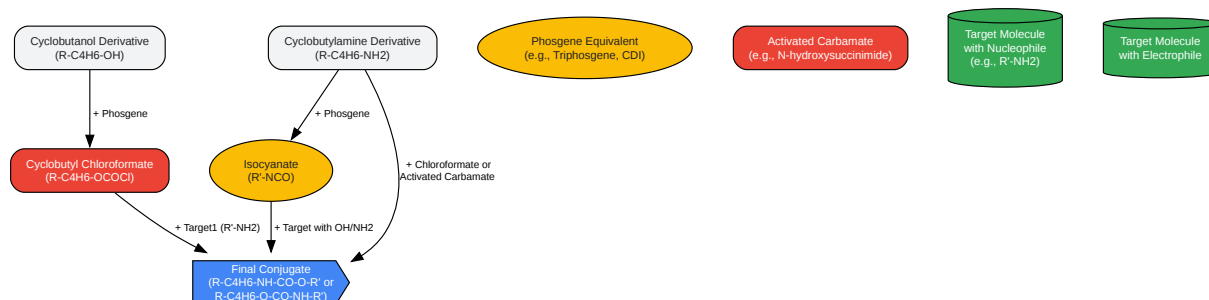 Cyclobutanol Derivative
(R-C4H6-OH)
Cyclobutylamine Derivative
(R-C4H6-NH2)
Phosgene Equivalent
(e.g., Triphosgene, CDI)
Activated Carbamate
(e.g., N-hydroxysuccinimide)
Target Molecule
with Nucleophile
(e.g., R'-NH2)
Target Molecule
with Electrophile
+ Phosgene
+ Phosgene
Cyclobutyl Chloroformate
(R-C4H6-OCOCl)
Isocyanate
(R'-NCO)
+ Chloroformate or
Activated Carbamate
+ Target1 (R'-NH2)
+ Target with OH/NH2
Final Conjugate
(R-C4H6-NH-CO-O-R' or
R-C4H6-O-CO-NH-R')